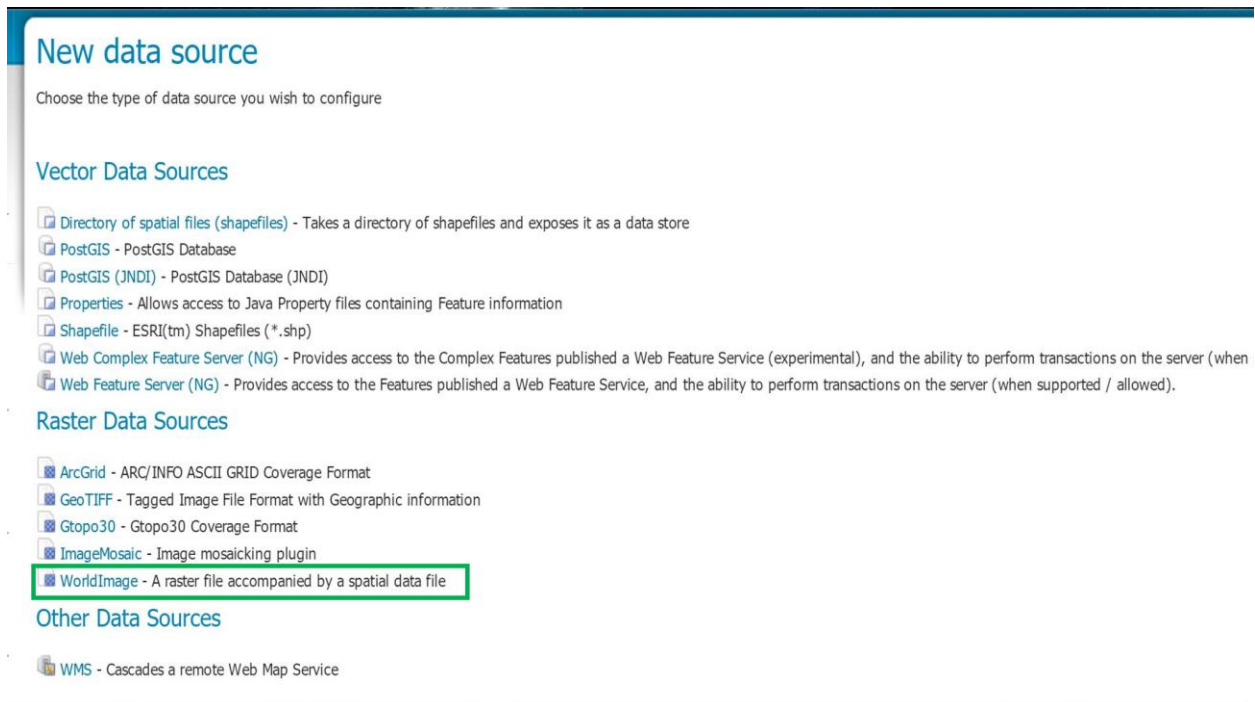 New data source
Choose the type of data source you wish to configure
Vector Data Sources
Directory of spatial files (shapefiles) - Takes a directory of shapefiles and exposes it as a data store
PostGIS - PostGIS Database
PostGIS (JNDI) - PostGIS Database (JNDI)
Properties - Allows access to Java Property files containing Feature information
Shapefile - ESRI(tm) Shapefiles (*.shp)
Web Complex Feature Server (NG) - Provides access to the Complex Features published a Web Feature Service (experimental), and the ability to perform transactions on the server (when
Web Feature Server (NG) - Provides access to the Features published a Web Feature Service, and the ability to perform transactions on the server (when supported / allowed).
Raster Data Sources
ArcGrid - ARC/INFO ASCII GRID Coverage Format
GeoTIFF - Tagged Image File Format with Geographic information
Gtopo30 - Gtopo30 Coverage Format
ImageMosaic - Image mosaicking plugin
WorldImage - A raster file accompanied by a spatial data file
Other Data Sources
WMS - Cascades a remote Web Map Service